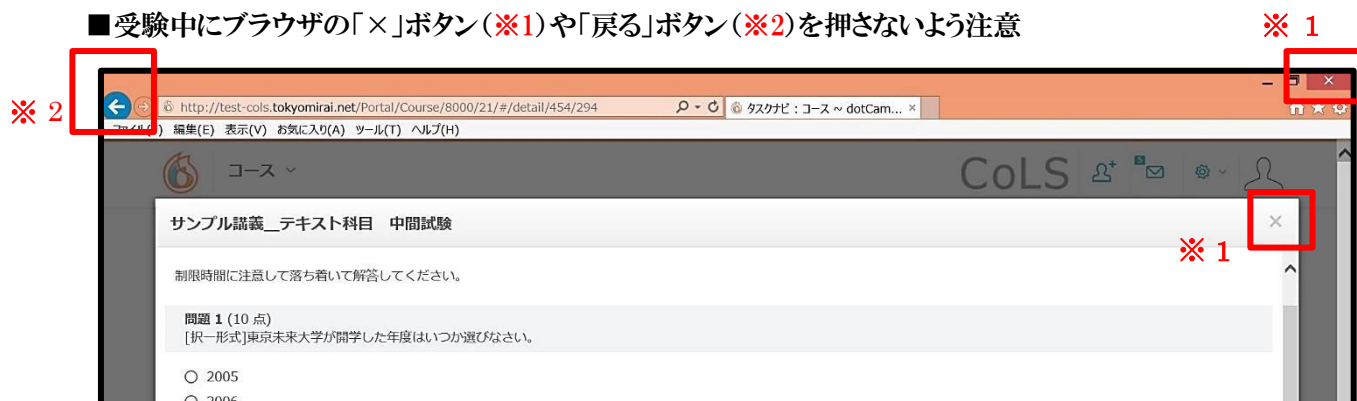 ■受験中にブラウザの「×」ボタン(※1)や「戻る」ボタン(※2)を押さないよう注意
※ 1
※ 2
http://test-cols.tokyomirai.net/Portal/Course/8000/21/#/detail/454/294
タスクナビ:コース ~ dotCam... ×
編集(E) 表示(V) お気に入り(A) ツール(T) ヘルプ(H)
コース
CoLS
サンプル講義__テキスト科目 中間試験
※ 1
制限時間に注意して落ち着いて解答してください。
問題 1 (10 点)
[択一形式]東京未来大学が開学した年度はいつか選びなさい。
2005
2006